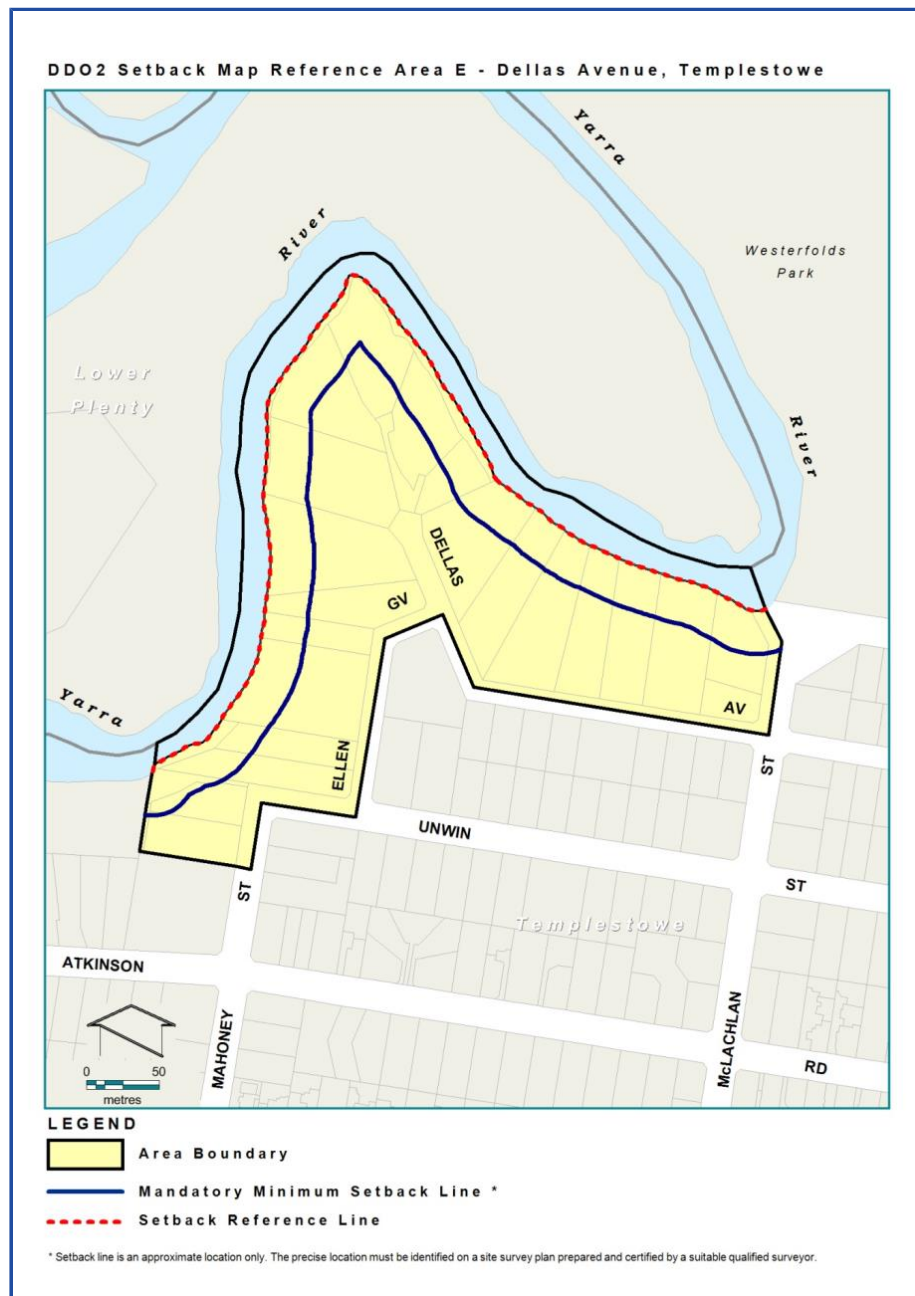 DDO2 Setback Map Reference Area E - Dellas Avenue, Templestowe
Yarra
River
Westerfolds
Park
Lower
Plenty
River
DELLAS
GV
Yarra
AV
ELLEN
ST
UNWIN
ST
ST
Templestowe
ATKINSON
MAHONEY
McLACHLAN
RD
0 50
metres
LEGEND
Area Boundary
Mandatory Minimum Setback Line *
Setback Reference Line
* Setback line is an approximate location only. The precise location must be identified on a site survey plan prepared and certified by a suitable qualified surveyor.